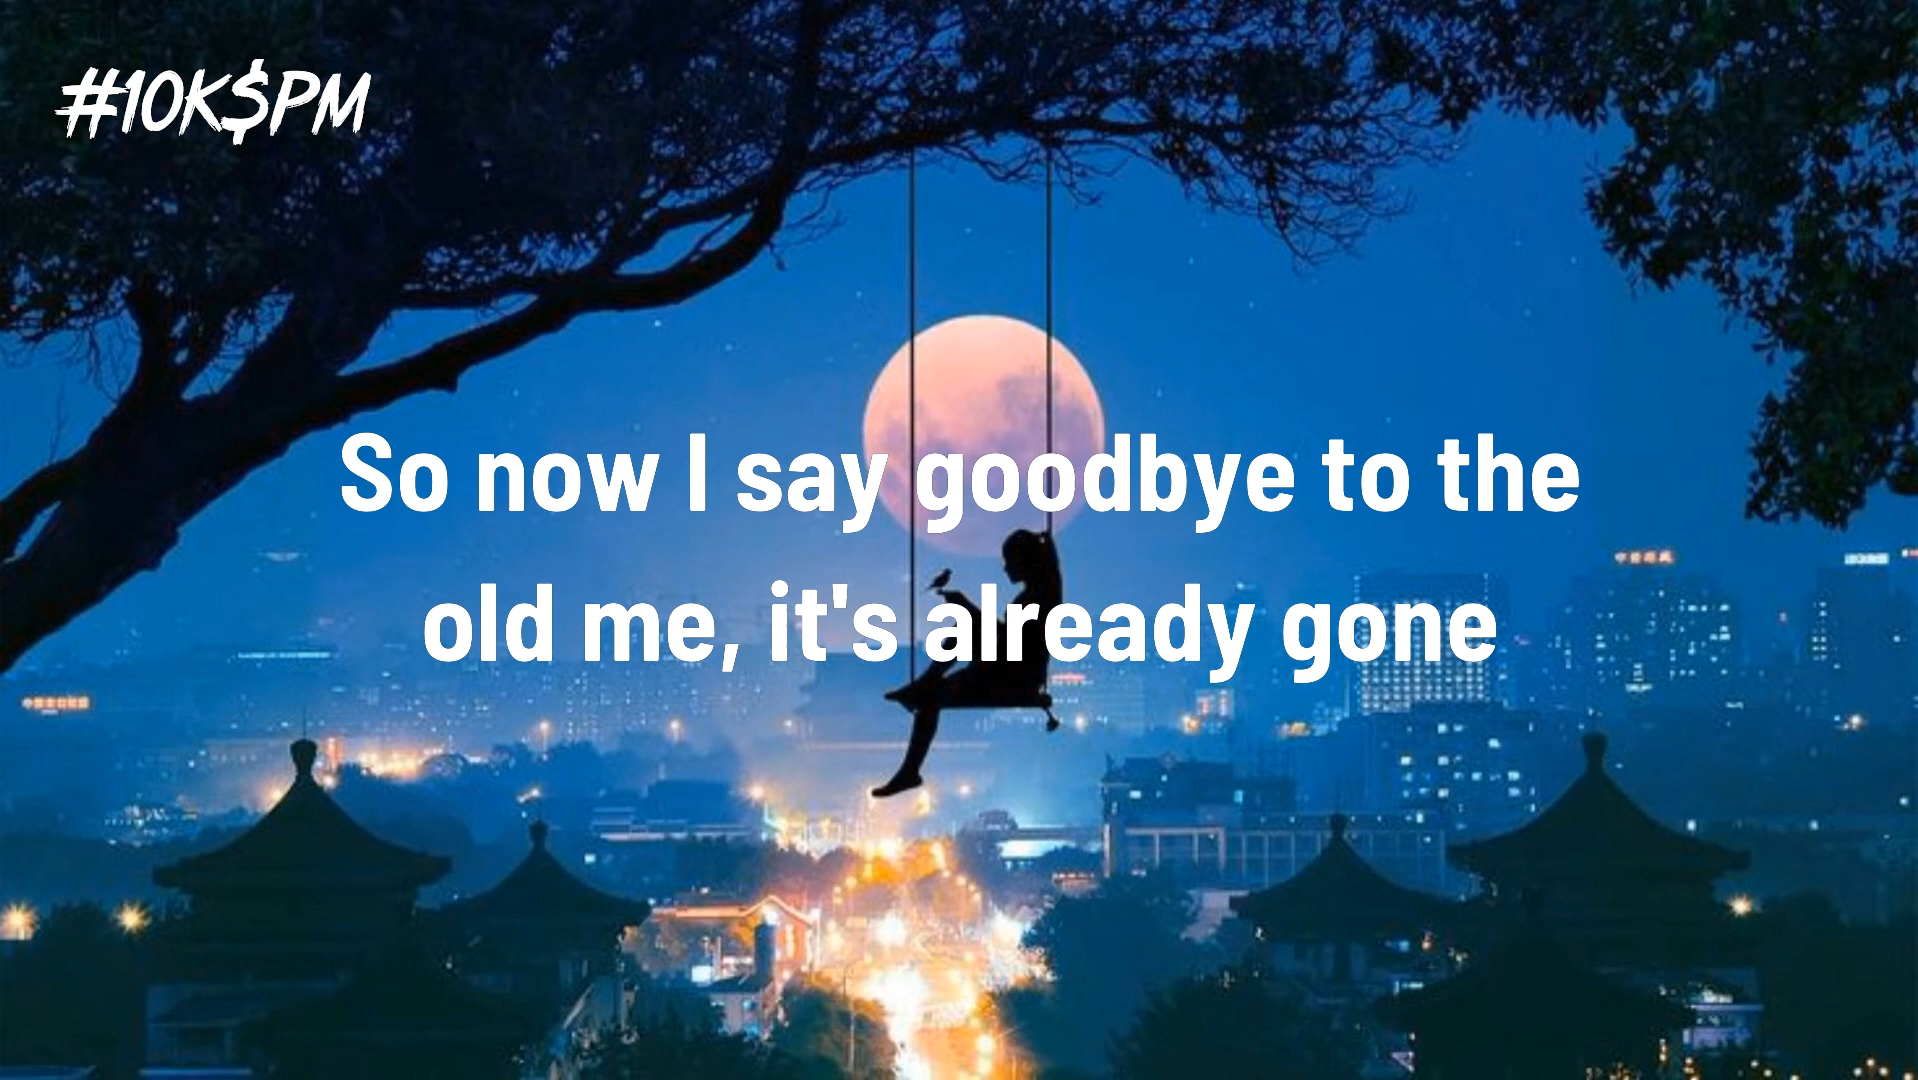 #10K$PM
So now I say goodbye to the
old me, it's already gone